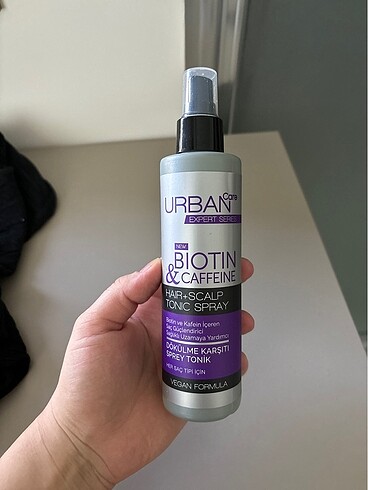 URBAN Care
EXPERT SERIES
NEW
BIOTIN
& CAFFEINE
HAIR+SCALP
TONIC SPRAY
Biotin ve Kafein İçeren
Saç Güçlendirici
Sağlıklı Uzamaya Yardımcı
DÖKÜLME KARŞITI
SPREY TONİK
HER SAÇ TİPİ İÇİN
VEGAN FORMULA